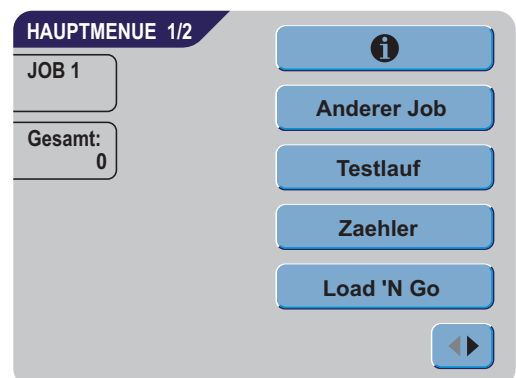 HAUPTMENUE 1/2
JOB 1
Gesamt:
0
i
Anderer Job
Testlauf
Zaehler
Load 'N Go